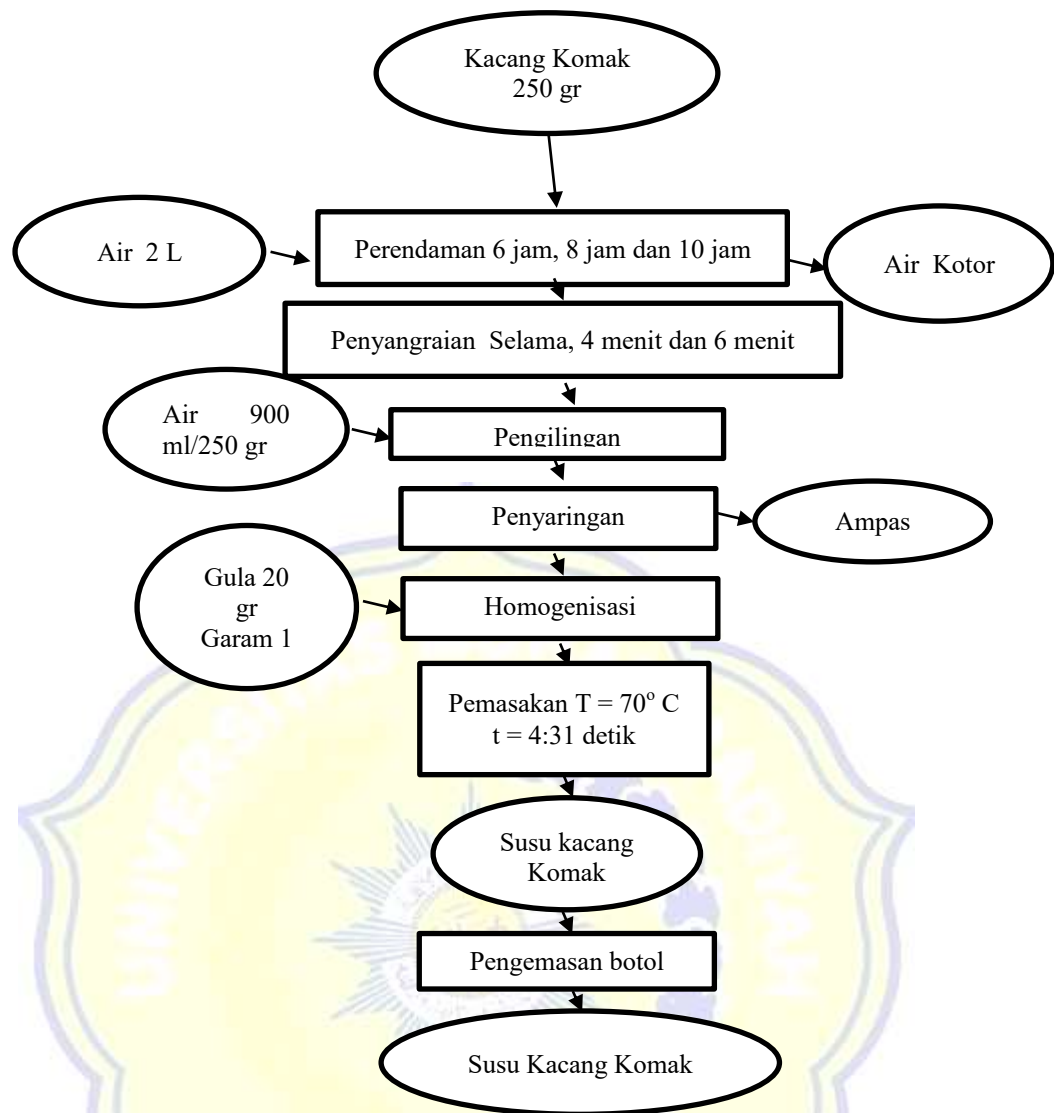 Kacang Komak
250 gr
Air 2 L
Perendaman 6 jam, 8 jam dan 10 jam
Air Kotor
Penyangraian Selama, 4 menit dan 6 menit
Air 900
ml/250 gr
Pengilingan
Penyaringan
Ampas
Gula 20
gr
Garam 1
Homogenisasi
Pemasakan T = 70° C
t = 4:31 detik
Susu kacang
Komak
Pengemasan botol
Susu Kacang Komak
UNIVERSITAS